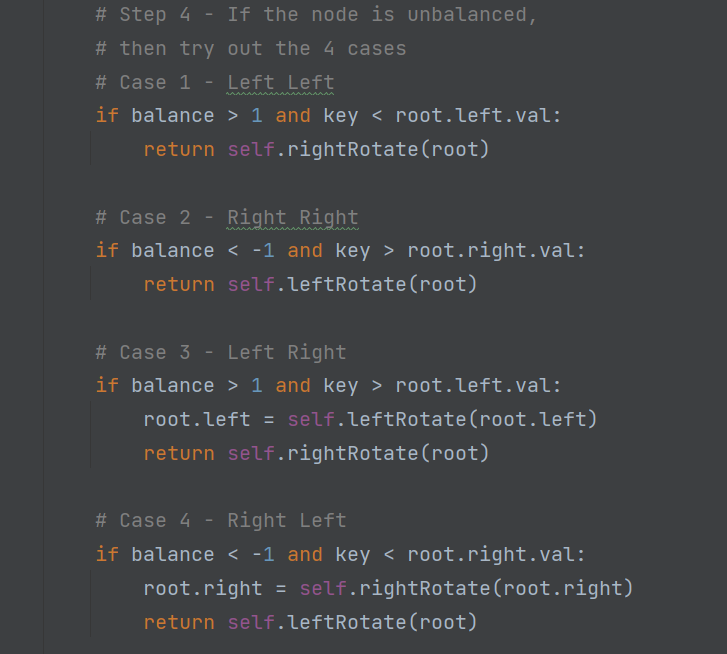 # Step 4 - If the node is unbalanced,
# then try out the 4 cases
# Case 1 - Left Left
if balance > 1 and key < root.left.val:
    return self.rightRotate(root)

# Case 2 - Right Right
if balance < -1 and key > root.right.val:
    return self.leftRotate(root)

# Case 3 - Left Right
if balance > 1 and key > root.left.val:
    root.left = self.leftRotate(root.left)
    return self.rightRotate(root)

# Case 4 - Right Left
if balance < -1 and key < root.right.val:
    root.right = self.rightRotate(root.right)
    return self.leftRotate(root)